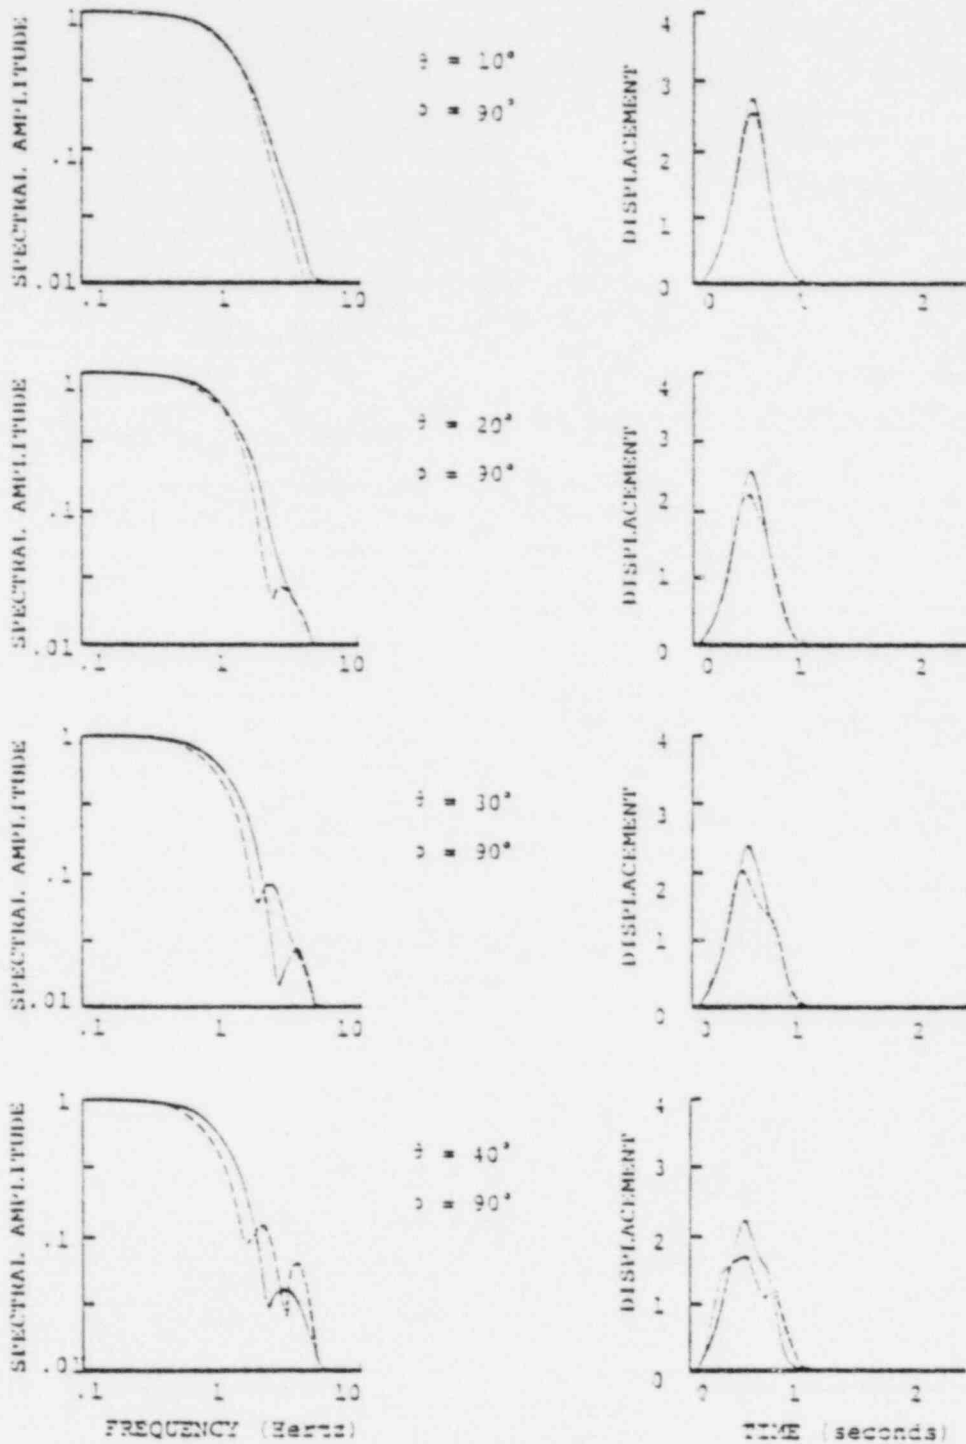 SPECTRAL AMPLITUDE
1
.1
.01
.1 1 10
θ = 10°
φ = 90°
DISPLACEMENT
4
3
2
1
0
0 1 2
SPECTRAL AMPLITUDE
1
.1
.01
.1 1 10
θ = 20°
φ = 90°
DISPLACEMENT
4
3
2
1
0
0 1 2
SPECTRAL AMPLITUDE
1
.1
.01
.1 1 10
θ = 30°
φ = 90°
DISPLACEMENT
4
3
2
1
0
0 1 2
SPECTRAL AMPLITUDE
1
.1
.01
.1 1 10
FREQUENCY (Hertz)
θ = 40°
φ = 90°
DISPLACEMENT
4
3
2
1
0
0 1 2
TIME (seconds)